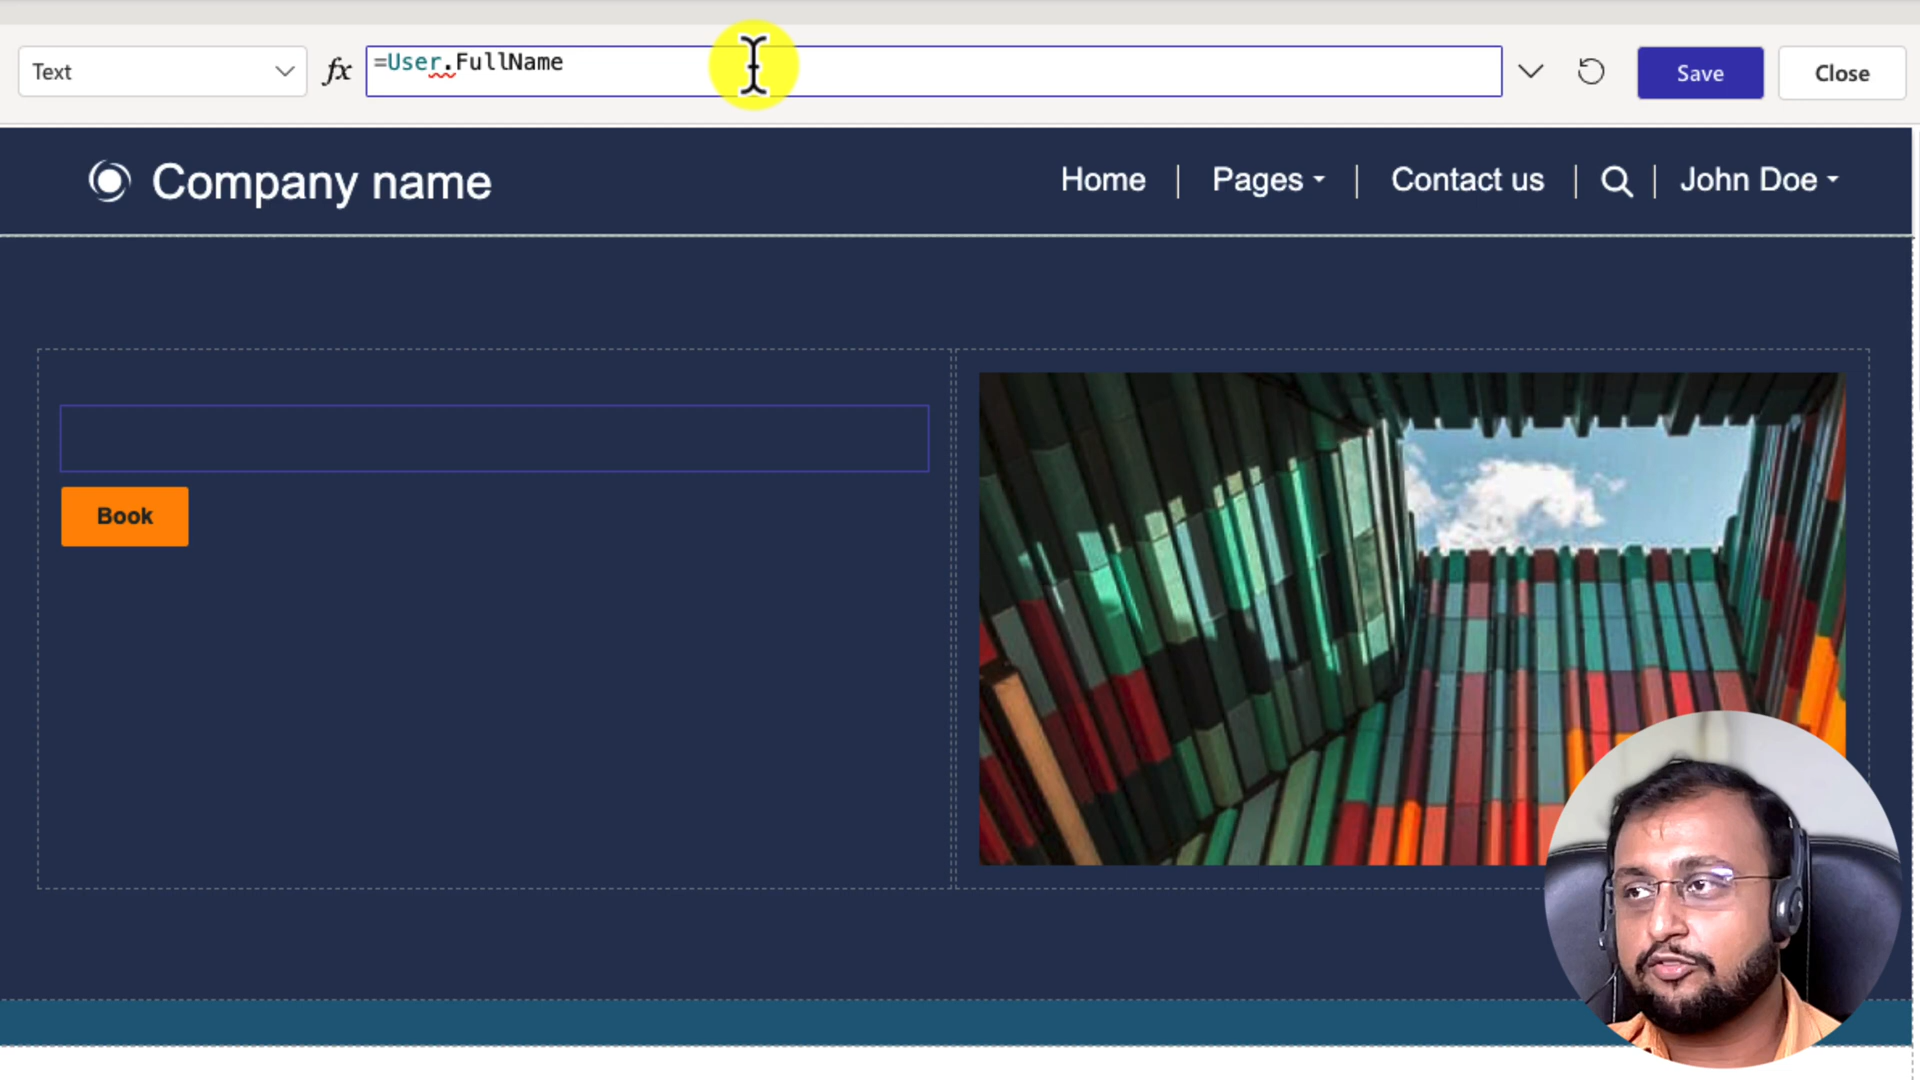 Text
fx
=User.FullName
Save
Close
Company name
Home
Pages
Contact us
John Doe
Book